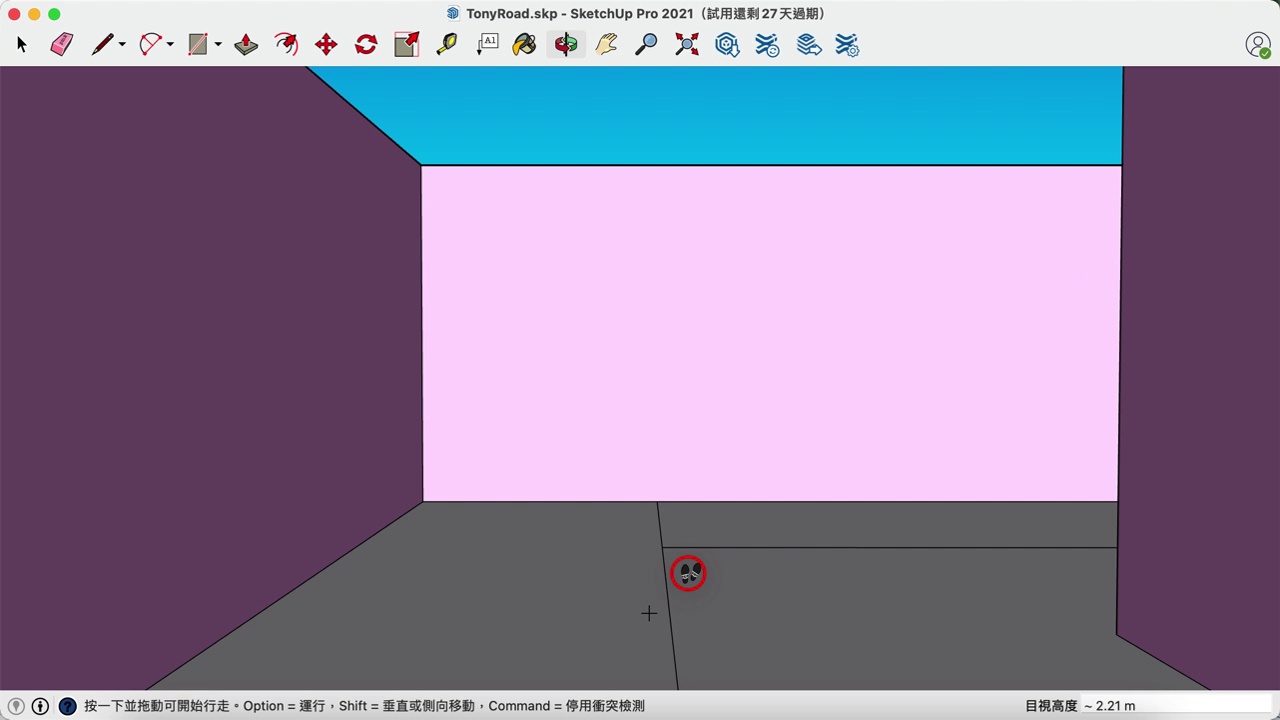 TonyRoad.skp - SketchUp Pro 2021（試用還剩 27 天過期）
A1
按一下並拖動可開始行走。Option = 運行，Shift = 垂直或側向移動，Command = 停用衝突檢測
目視高度 ~ 2.21 m